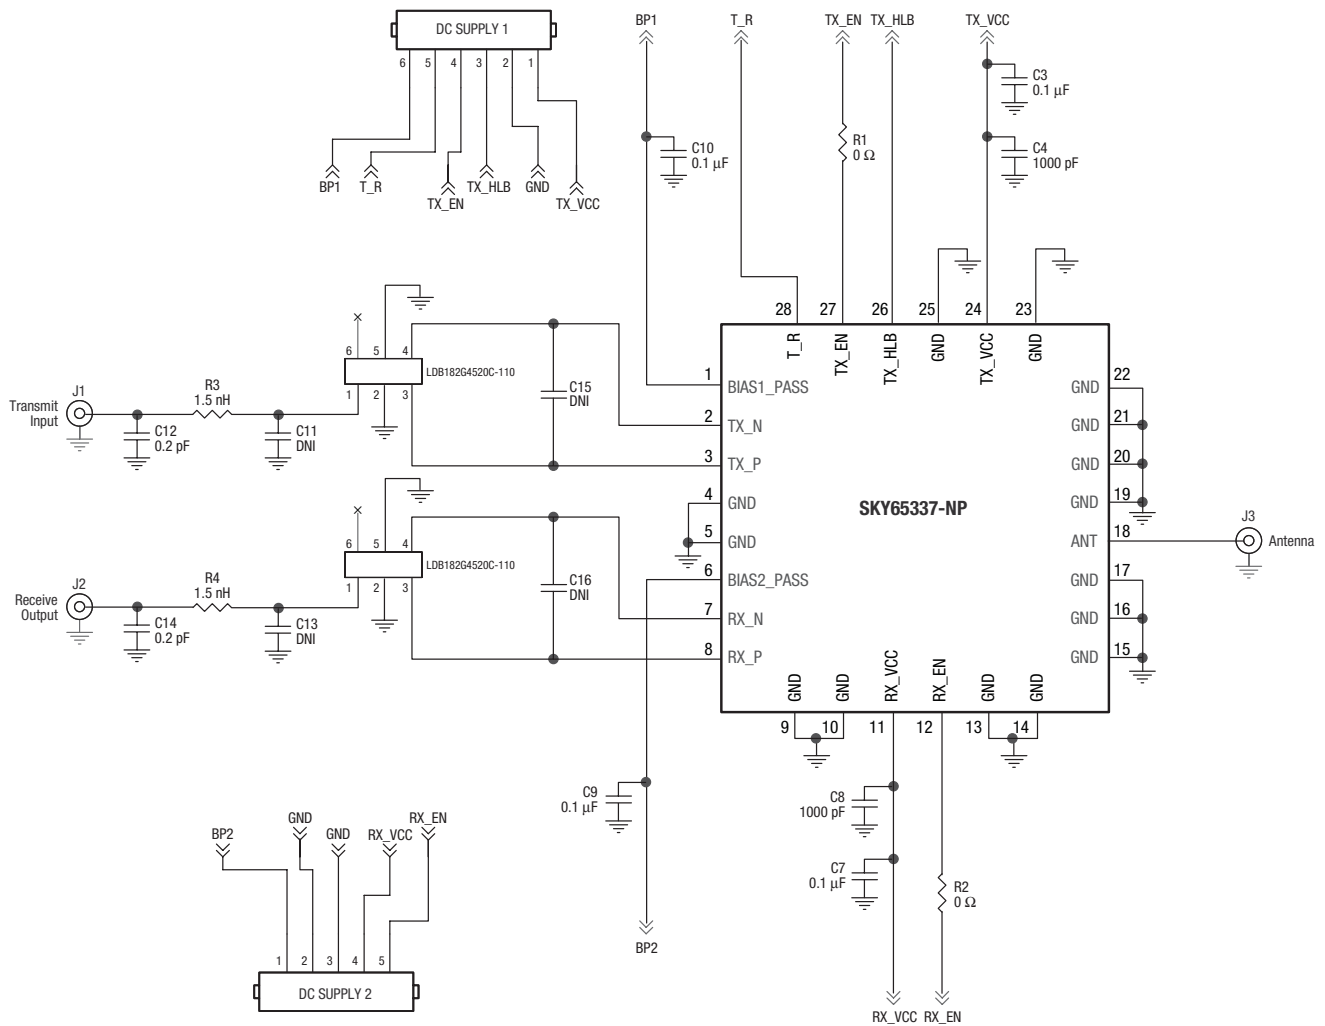 DC SUPPLY 1
6 5 4 3 2 1
BP1 T_R TX_EN TX_HLB GND TX_VCC
BP1 T_R TX_EN TX_HLB TX_VCC
C3
0.1 µF
C10
0.1 µF
R1
0 Ω
C4
1000 pF
J1
Transmit
Input
C12
0.2 pF
R3
1.5 nH
C11
DNI
6 5 4
LDB182G4520C-110
1 2 3
C15
DNI
J2
Receive
Output
C14
0.2 pF
R4
1.5 nH
C13
DNI
6 5 4
LDB182G4520C-110
1 2 3
C16
DNI
28 27 26 25 24 23
T_R TX_EN TX_HLB GND TX_VCC GND
1 BIAS1_PASS
2 TX_N
3 TX_P
4 GND
5 GND
6 BIAS2_PASS
7 RX_N
8 RX_P
SKY65337-NP
GND 22
GND 21
GND 20
GND 19
ANT 18
GND 17
GND 16
GND 15
J3
Antenna
GND GND RX_VCC RX_EN GND GND
9 10 11 12 13 14
C9
0.1 µF
BP2
C8
1000 pF
C7
0.1 µF
R2
0 Ω
RX_VCC RX_EN
BP2 GND GND RX_VCC RX_EN
1 2 3 4 5
DC SUPPLY 2